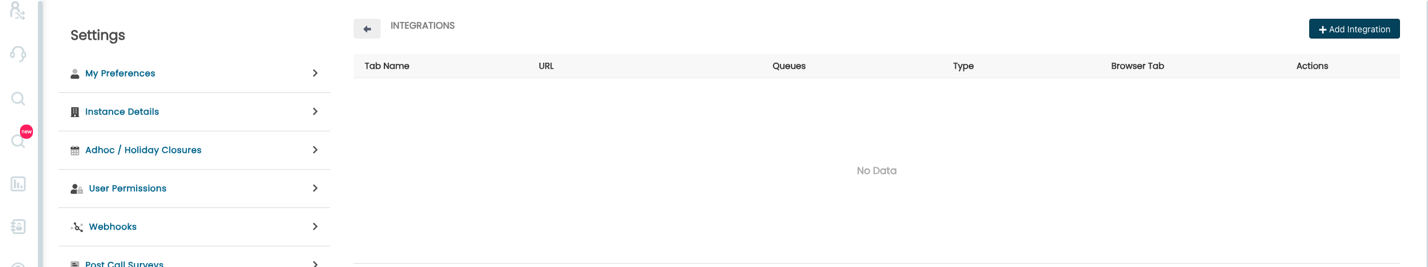 Settings
My Preferences
Instance Details
Adhoc / Holiday Closures
new
User Permissions
Webhooks
Post Call Surveys
INTEGRATIONS
+ Add Integration
Tab Name URL Queues Type Browser Tab Actions
No Data